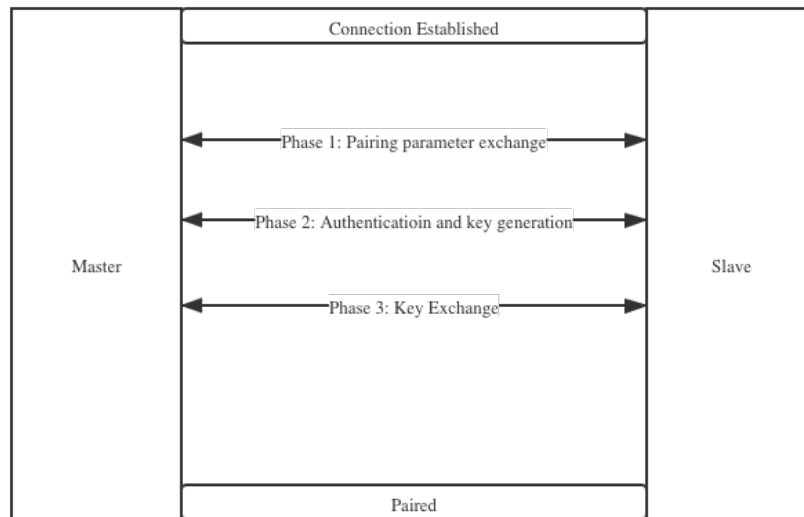 Connection Established
Phase 1: Pairing parameter exchange
Phase 2: Authenticatioin and key generation
Master
Slave
Phase 3: Key Exchange
Paired